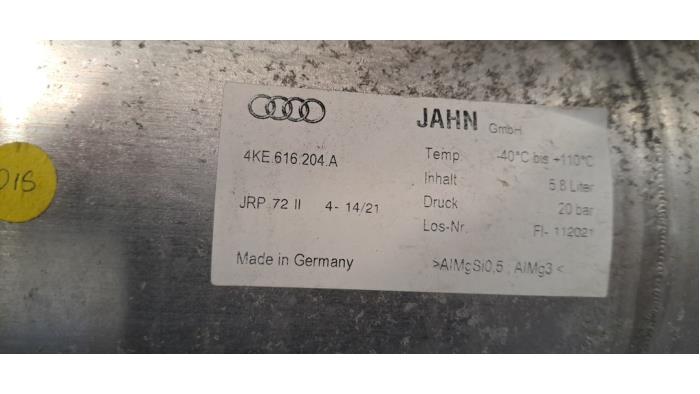 JAHN GmbH
4KE.616.204.A
Temp -40°C bis +110°C
Inhalt 5.8 Liter
JRP 72 II 4- 14/21
Druck 20 bar
Los-Nr. FI- 112021
Made in Germany >AlMgSi0,5 ; AlMg3<